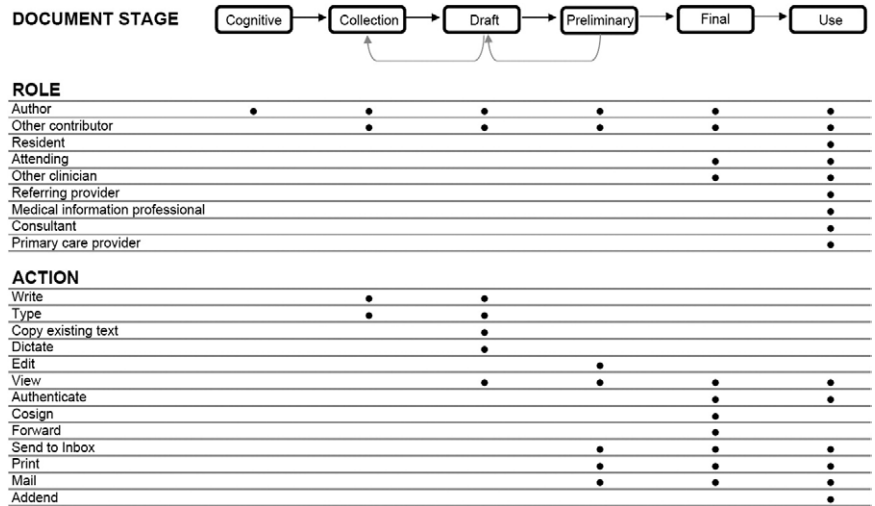 DOCUMENT STAGE Cognitive Collection Draft Preliminary Final Use
ROLE
Author
Other contributor
Resident
Attending
Other clinician
Referring provider
Medical information professional
Consultant
Primary care provider
ACTION
Write
Type
Copy existing text
Dictate
Edit
View
Authenticate
Cosign
Forward
Send to Inbox
Print
Mail
Addend